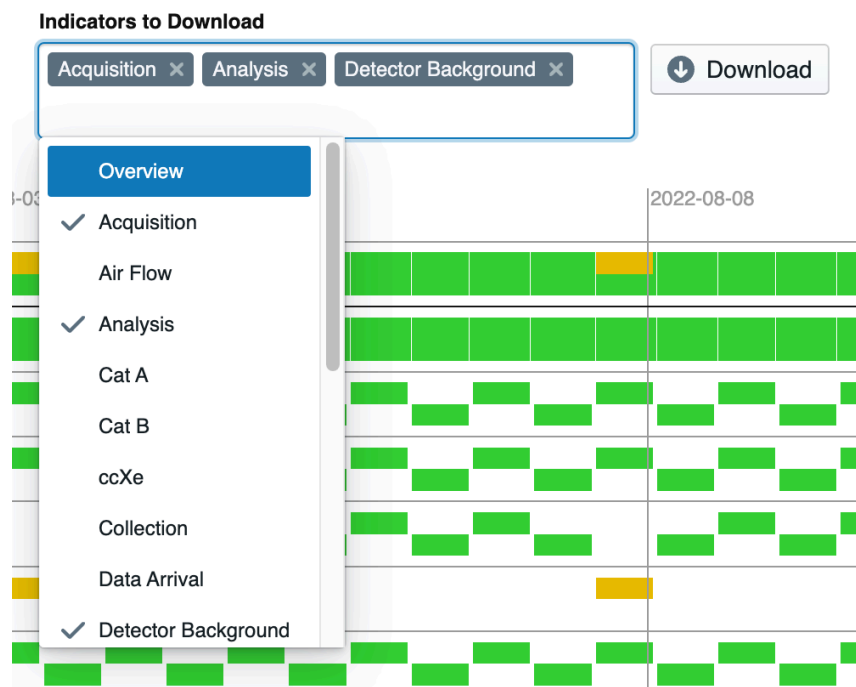 Indicators to Download
Acquisition × Analysis × Detector Background ×
Download
Overview
2022-08-08
Acquisition
Air Flow
Analysis
Cat A
Cat B
ccXe
Collection
Data Arrival
Detector Background